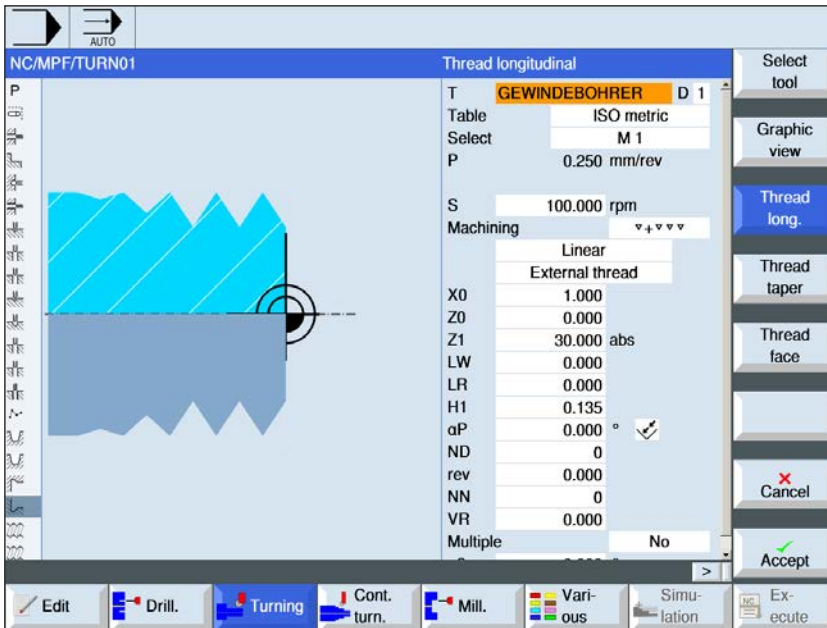 AUTO
NC/MPF/TURN01
Thread longitudinal
P
T GEWINDEBOHRER D 1
Table ISO metric
Select M 1
P 0.250 mm/rev
S 100.000 rpm
Machining ▿+▿▿▿
Linear
External thread
X0 1.000
Z0 0.000
Z1 30.000 abs
LW 0.000
LR 0.000
H1 0.135
αP 0.000 °
ND 0
rev 0.000
NN 0
VR 0.000
Multiple No
>
Select
tool
Graphic
view
Thread
long.
Thread
taper
Thread
face
Cancel
Accept
Edit
Drill.
Turning
Cont.
turn.
Mill.
Vari-
ous
Simu-
lation
NC
Ex-
ecute